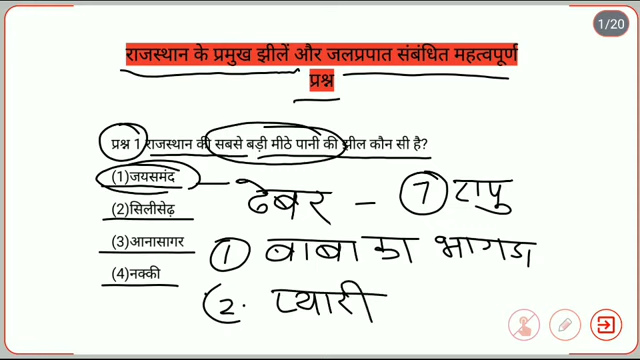 1/20
राजस्थान के प्रमुख झीलें और जलप्रपात संबंधित महत्वपूर्ण
प्रश्न
प्रश्न 1 राजस्थान की सबसे बड़ी मीठे पानी की झील कौन सी है?
(1)जयसमंद
ढेबर - 7 टापु
(2)सिलीसेढ़
(3)आनासागर
1 बाबा का भागडा
(4)नक्की
(2. प्यारी